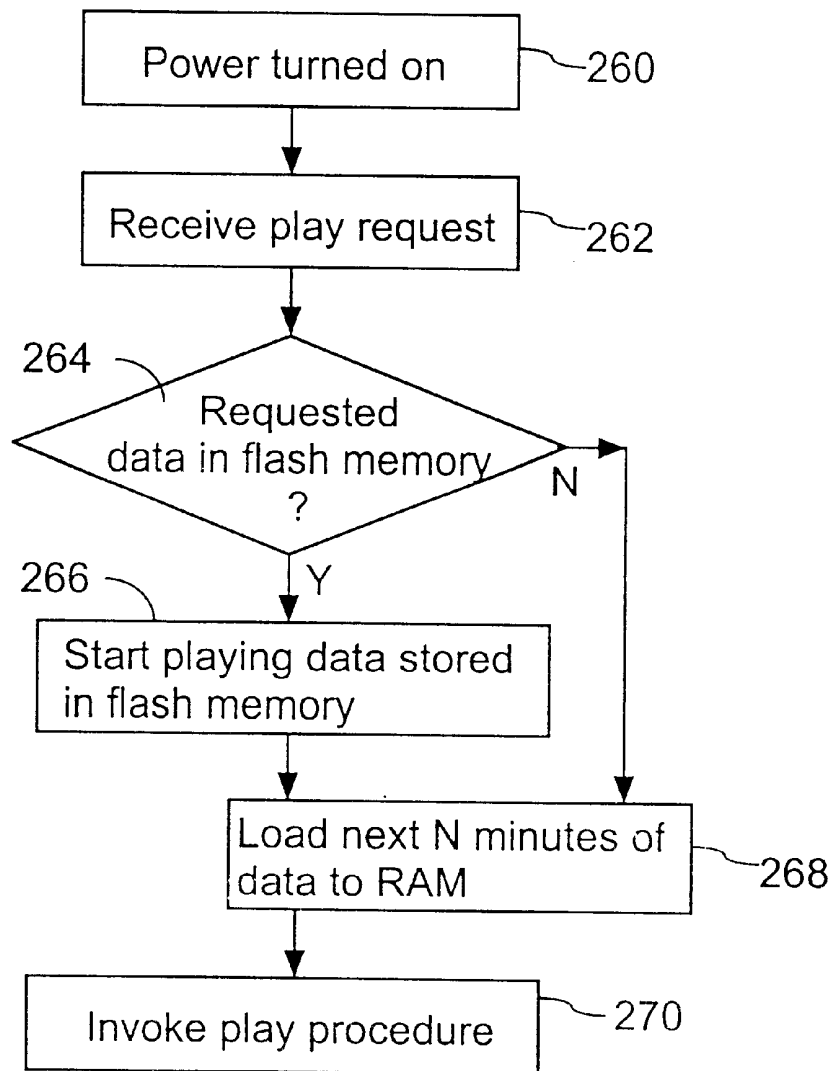 Power turned on
260
Receive play request
262
264
Requested
data in flash memory
?
N
Y
266
Start playing data stored
in flash memory
Load next N minutes of
data to RAM
268
Invoke play procedure
270